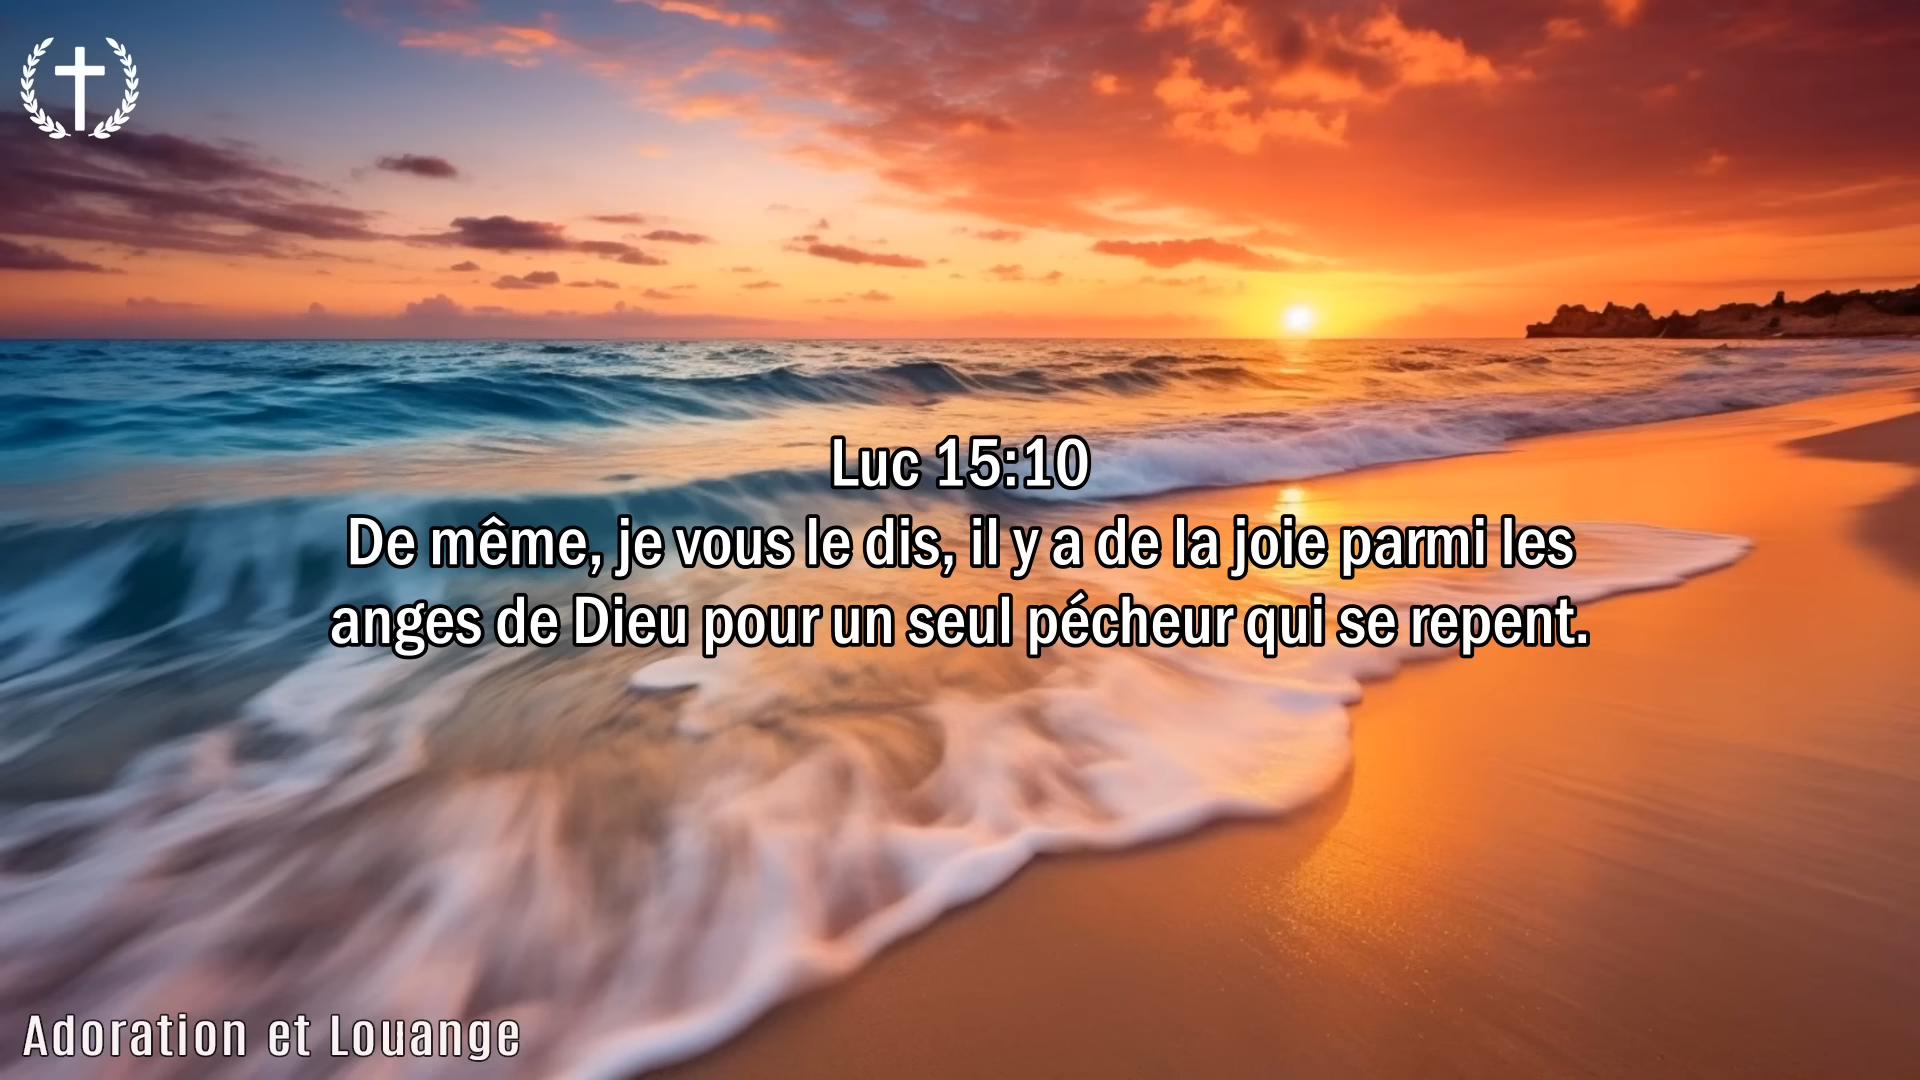 Luc 15:10
De même, je vous le dis, il y a de la joie parmi les
anges de Dieu pour un seul pécheur qui se repent.
Adoration et Louange